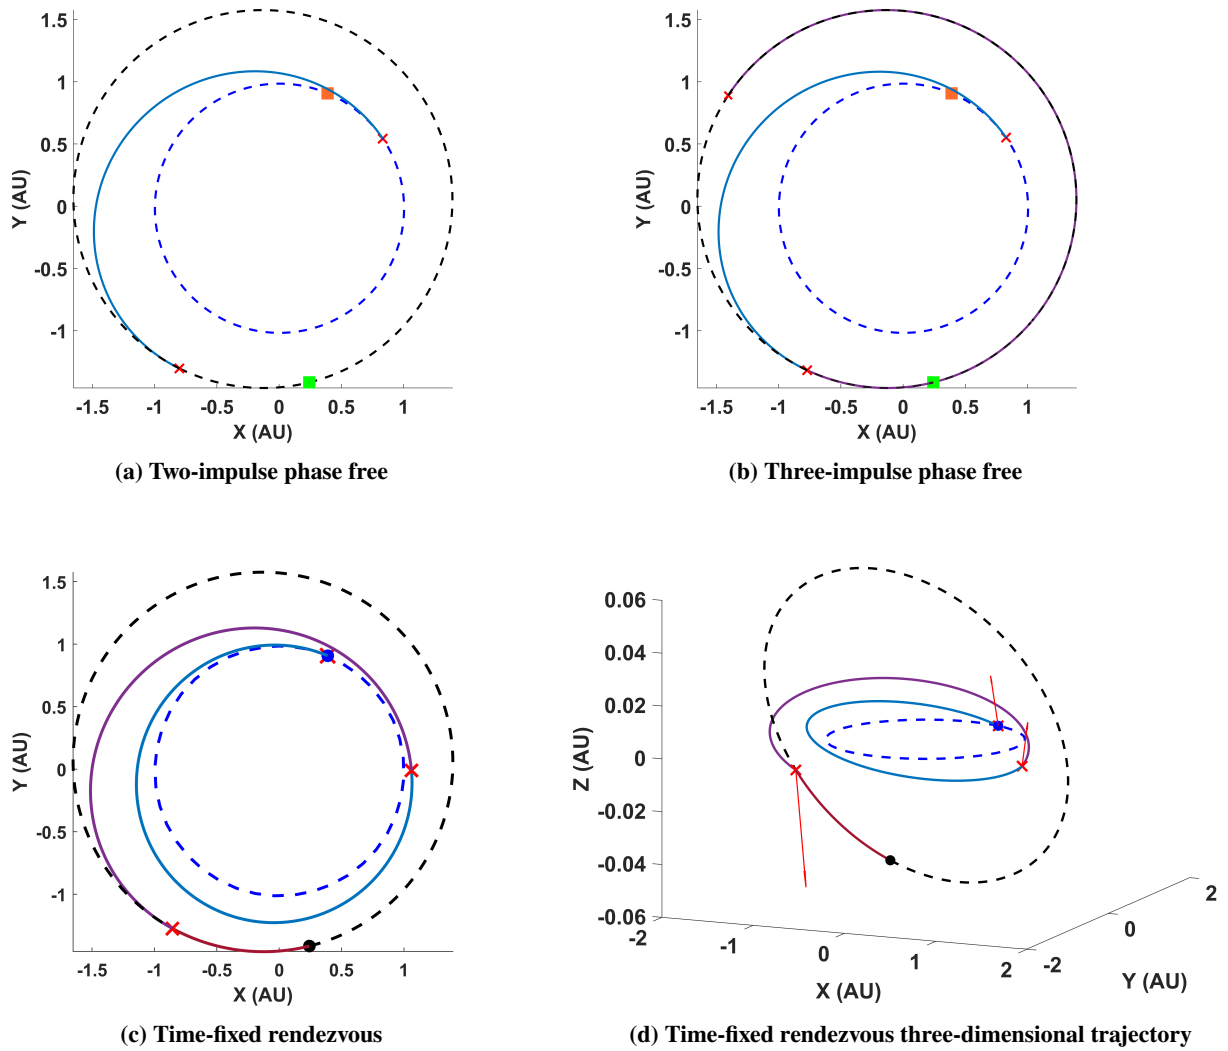 1.5
1
0.5
0
-0.5
-1
Y (AU)
-1.5 -1 -0.5 0 0.5 1
X (AU)
(a) Two-impulse phase free
1.5
1
0.5
0
-0.5
-1
Y (AU)
-1.5 -1 -0.5 0 0.5 1
X (AU)
(b) Three-impulse phase free
1.5
1
0.5
0
-0.5
-1
Y (AU)
-1.5 -1 -0.5 0 0.5 1
X (AU)
(c) Time-fixed rendezvous
0.06
0.04
0.02
0
-0.02
-0.04
-0.06
Z (AU)
-2 -1 0 1 2
X (AU)
-2 0 2
Y (AU)
(d) Time-fixed rendezvous three-dimensional trajectory